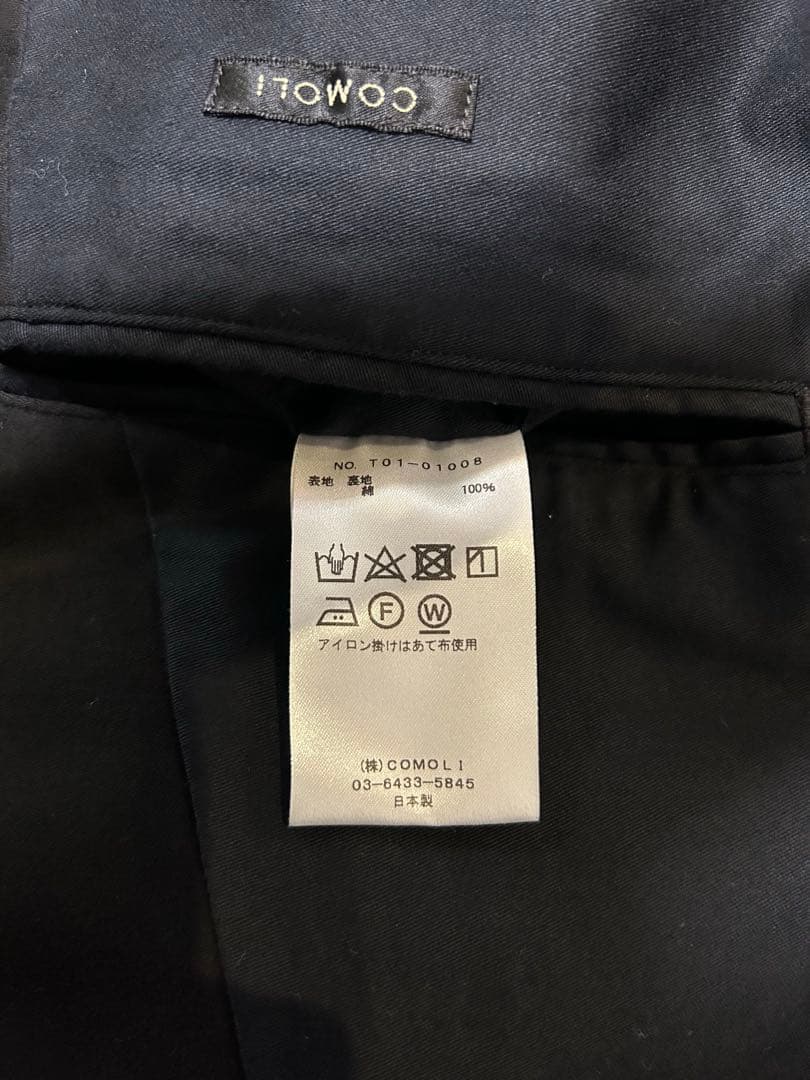 COMOLI
NO. T01-01008
表地 裏地
綿 100%
F W
アイロン掛けはあて布使用
(株)COMOLI
03-6433-5845
日本製